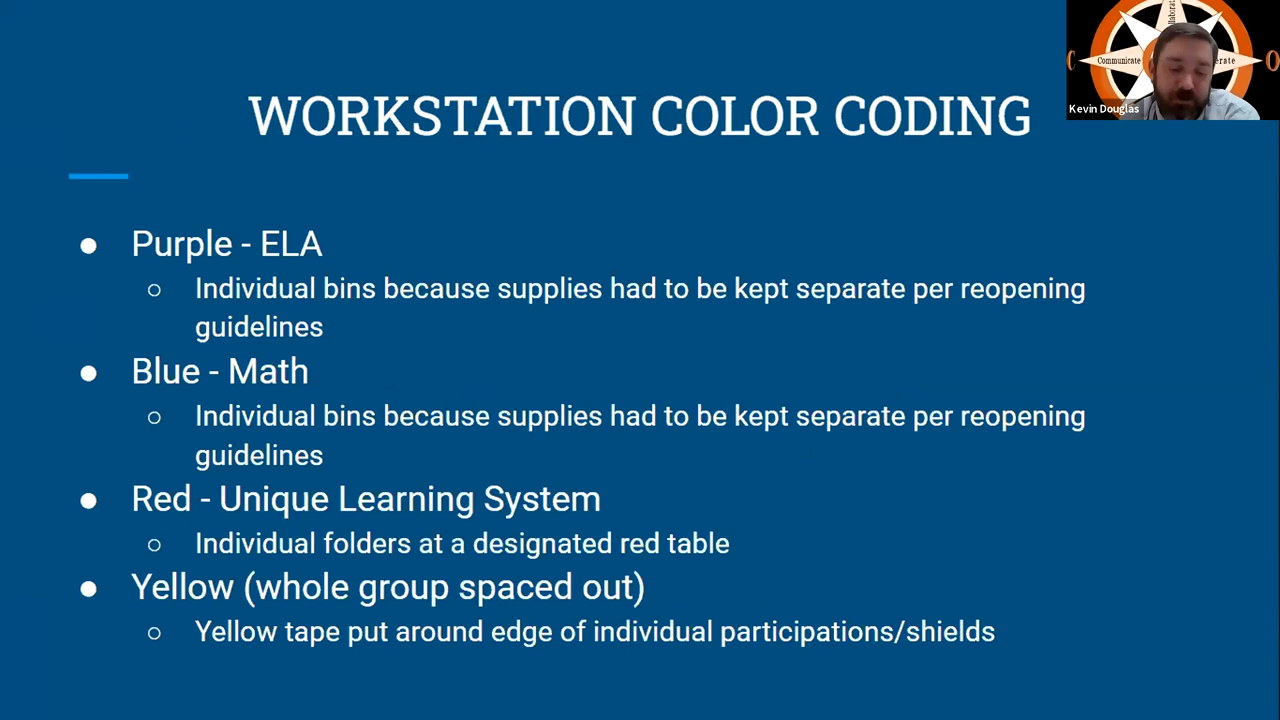 WORKSTATION COLOR CODING
Communicate
C
O
Kevin Douglas
● Purple - ELA
○ Individual bins because supplies had to be kept separate per reopening
guidelines
● Blue - Math
○ Individual bins because supplies had to be kept separate per reopening
guidelines
● Red - Unique Learning System
○ Individual folders at a designated red table
● Yellow (whole group spaced out)
○ Yellow tape put around edge of individual participations/shields